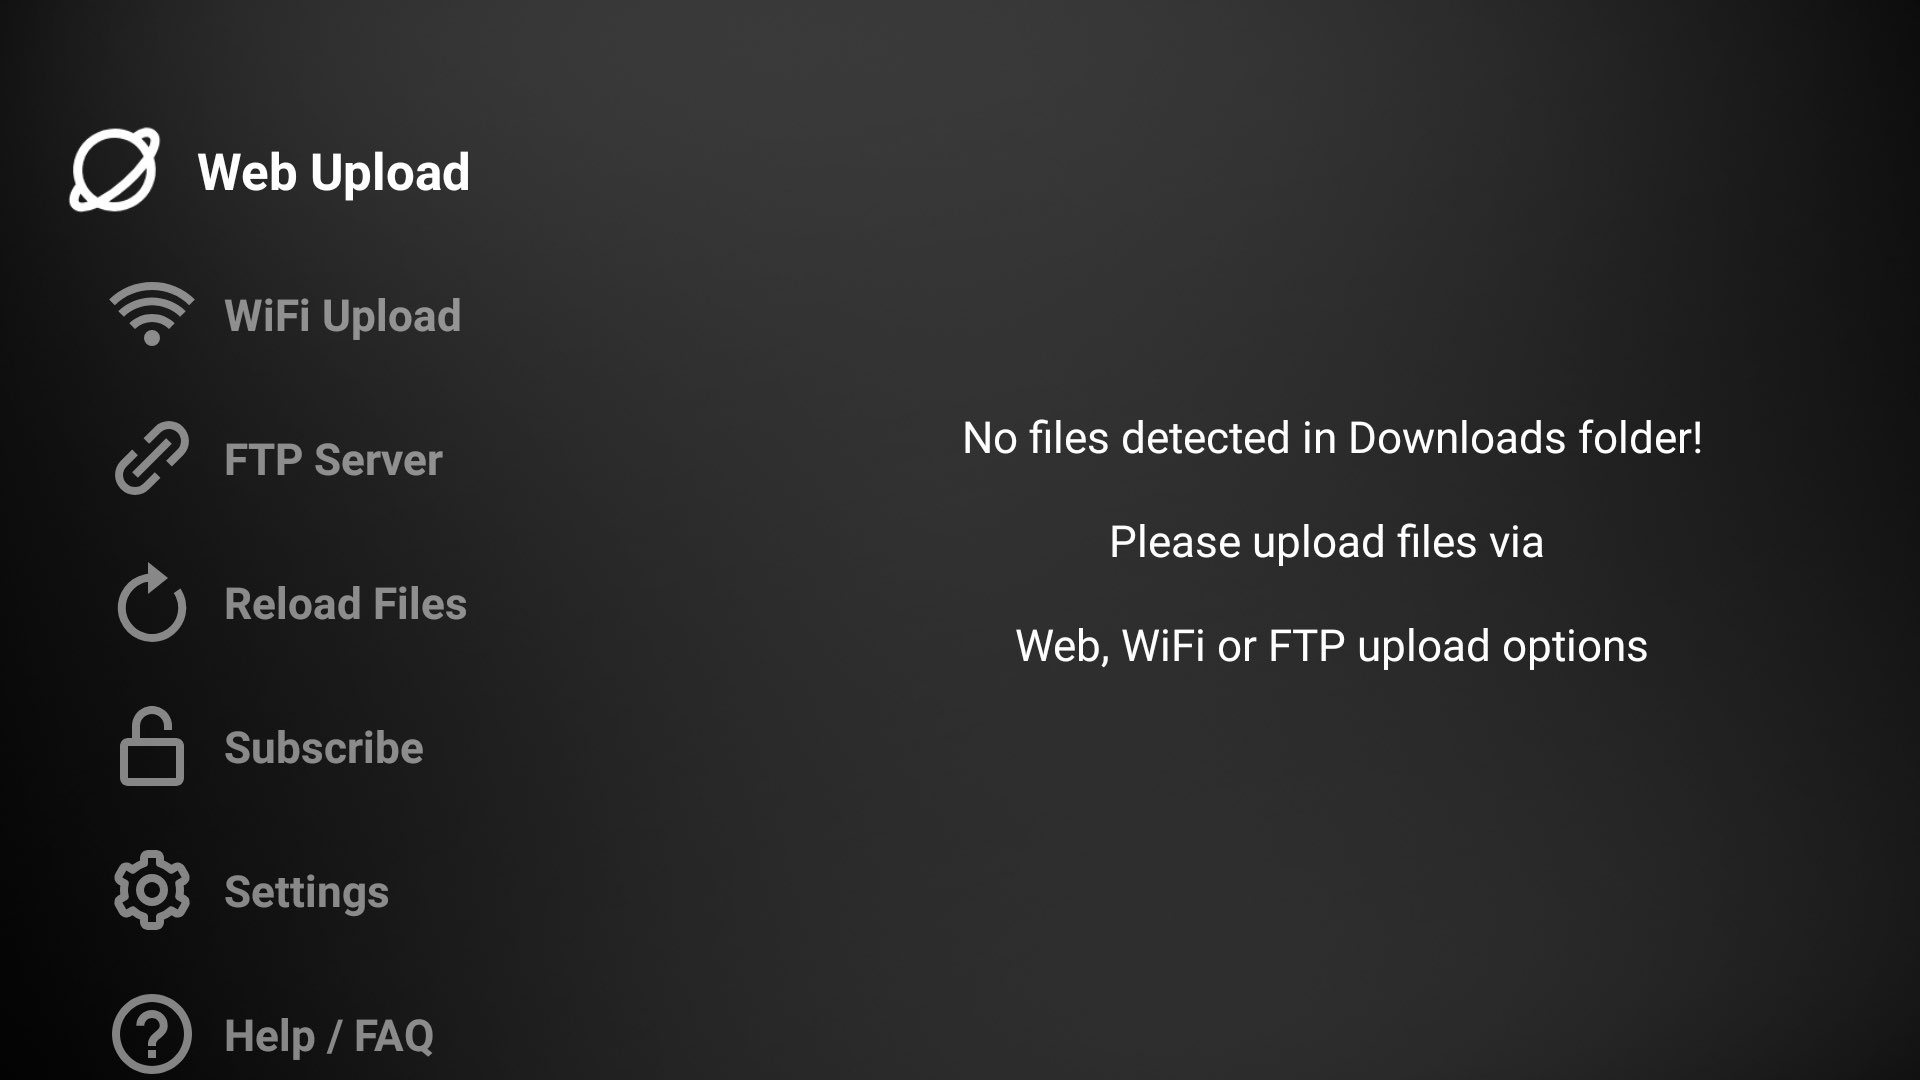 Web Upload
WiFi Upload
FTP Server
Reload Files
Subscribe
Settings
Help / FAQ
No files detected in Downloads folder!
Please upload files via
Web, WiFi or FTP upload options